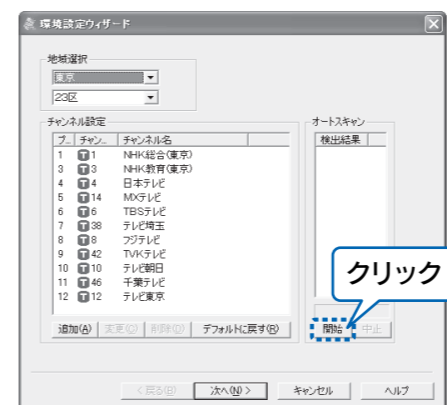 環境設定ウィザード
地域選択
東京
23区
チャンネル設定
プ... チャン... チャンネル名
1 T 1 NHK総合(東京)
3 T 3 NHK教育(東京)
4 T 4 日本テレビ
5 T 14 MXテレビ
6 T 6 TBSテレビ
7 T 38 テレビ埼玉
8 T 8 フジテレビ
9 T 42 TVKテレビ
10 T 10 テレビ朝日
11 T 46 千葉テレビ
12 T 12 テレビ東京
追加(A) 変更(C) 削除(D) デフォルトに戻す(R)
オートスキャン
検出結果
クリック
開始 中止
< 戻る(B) 次へ(N) > キャンセル ヘルプ